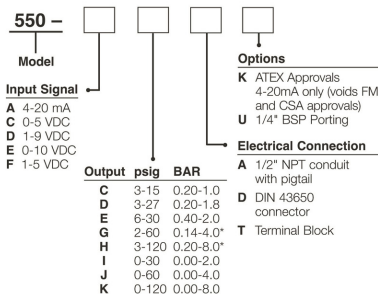 550 –
Model
Input Signal
A 4-20 mA
C 0-5 VDC
D 1-9 VDC
E 0-10 VDC
F 1-5 VDC
Output psig BAR
C 3-15 0.20-1.0
D 3-27 0.20-1.8
E 6-30 0.40-2.0
G 2-60 0.14-4.0*
H 3-120 0.20-8.0*
I 0-30 0.00-2.0
J 0-60 0.00-4.0
K 0-120 0.00-8.0
Options
K ATEX Approvals
4-20mA only (voids FM
and CSA approvals)
U 1/4" BSP Porting
Electrical Connection
A 1/2" NPT conduit
with pigtail
D DIN 43650
connector
T Terminal Block